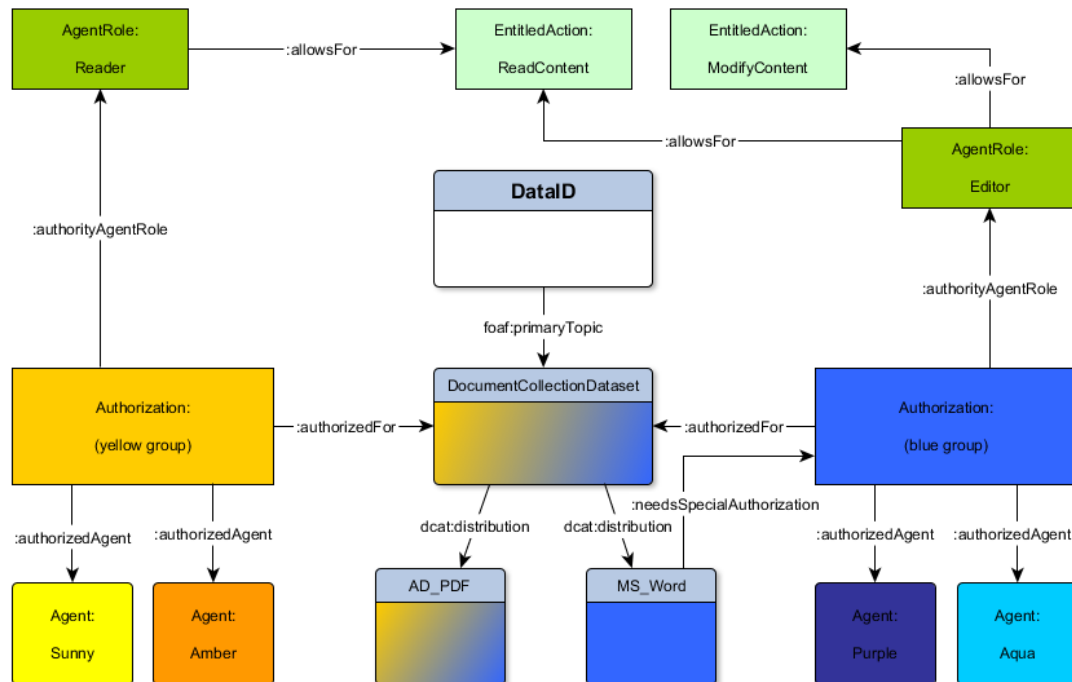 AgentRole:
Reader
:allowsFor
EntitledAction:
ReadContent
EntitledAction:
ModifyContent
:allowsFor
:allowsFor
AgentRole:
Editor
DataID
:authorityAgentRole
:authorityAgentRole
foaf:primaryTopic
Authorization:
(yellow group)
:authorizedFor
DocumentCollectionDataset
:authorizedFor
Authorization:
(blue group)
:needsSpecialAuthorization
dcat:distribution
dcat:distribution
:authorizedAgent
:authorizedAgent
:authorizedAgent
:authorizedAgent
Agent:
Sunny
Agent:
Amber
AD_PDF
MS_Word
Agent:
Purple
Agent:
Aqua